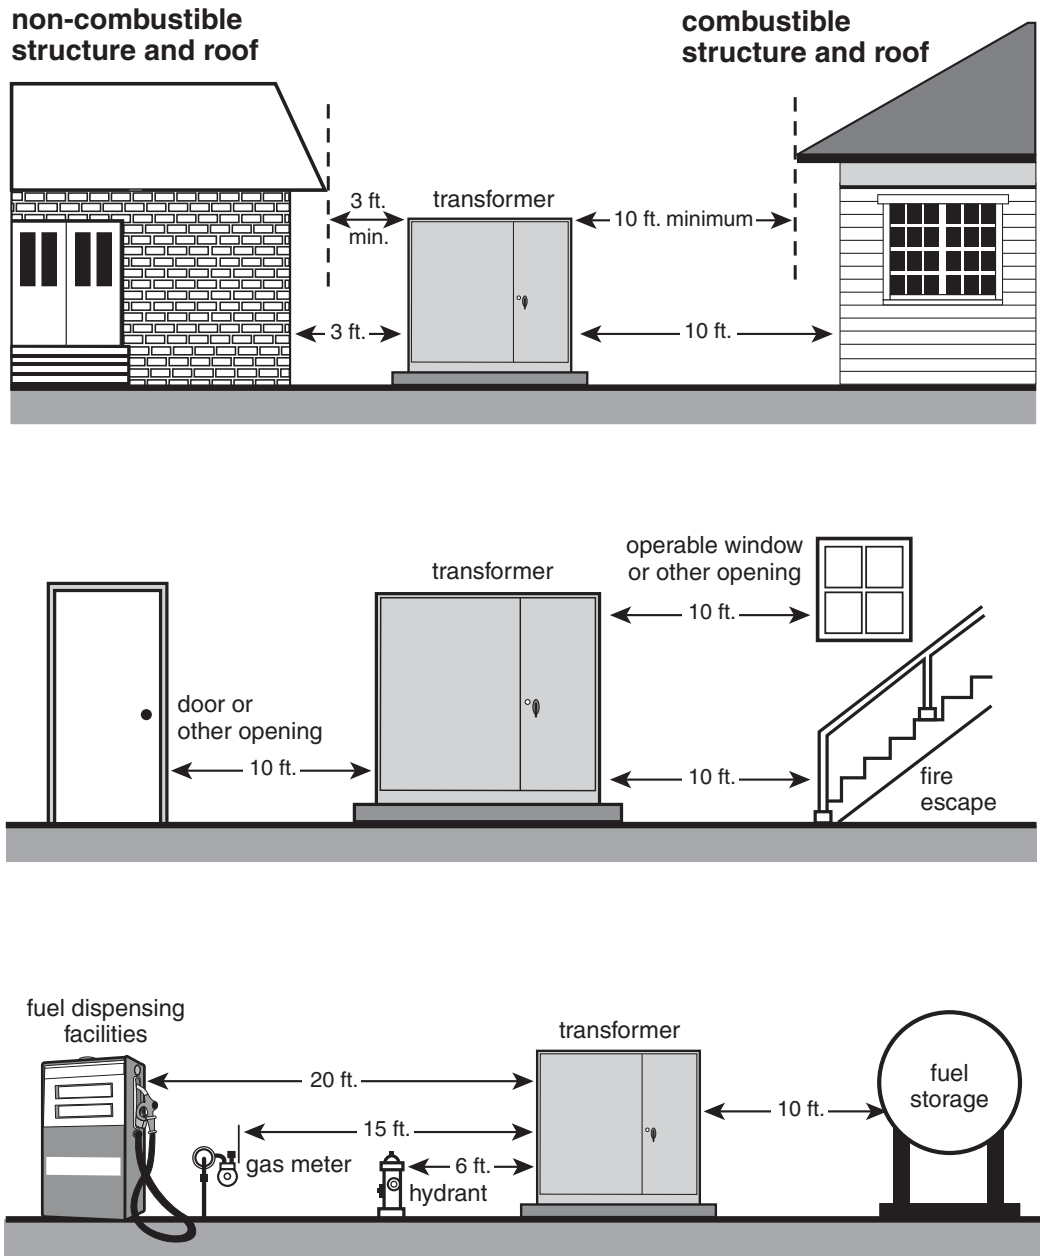 non-combustible
structure and roof
combustible
structure and roof
3 ft.
min.
transformer
10 ft. minimum
3 ft.
10 ft.
transformer
operable window
or other opening
10 ft.
door or
other opening
10 ft.
10 ft.
fire
escape
fuel dispensing
facilities
transformer
20 ft.
fuel
storage
10 ft.
15 ft.
gas meter
6 ft.
hydrant